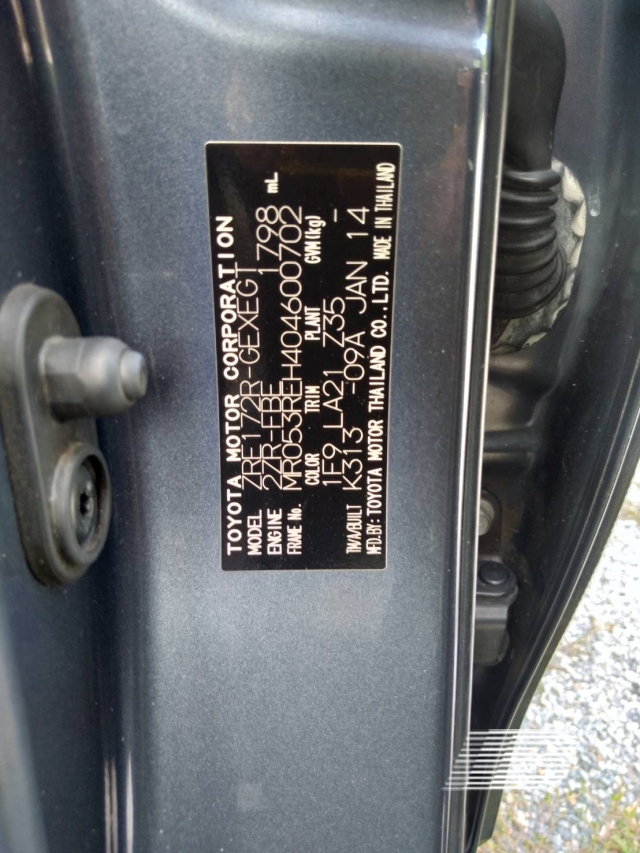 TOYOTA MOTOR CORPORATION
MODEL ZRE172R-GEXEGT
ENGINE 2ZR-FBE 1798 mL
FRAME No. MR053REH404600702
COLOR TRIM PLANT GVM(kg)
1F9 LA21 Z35 -
T/M/A/BUILT K313 -09A JAN 14
MFD.BY: TOYOTA MOTOR THAILAND CO., LTD. MADE IN THAILAND